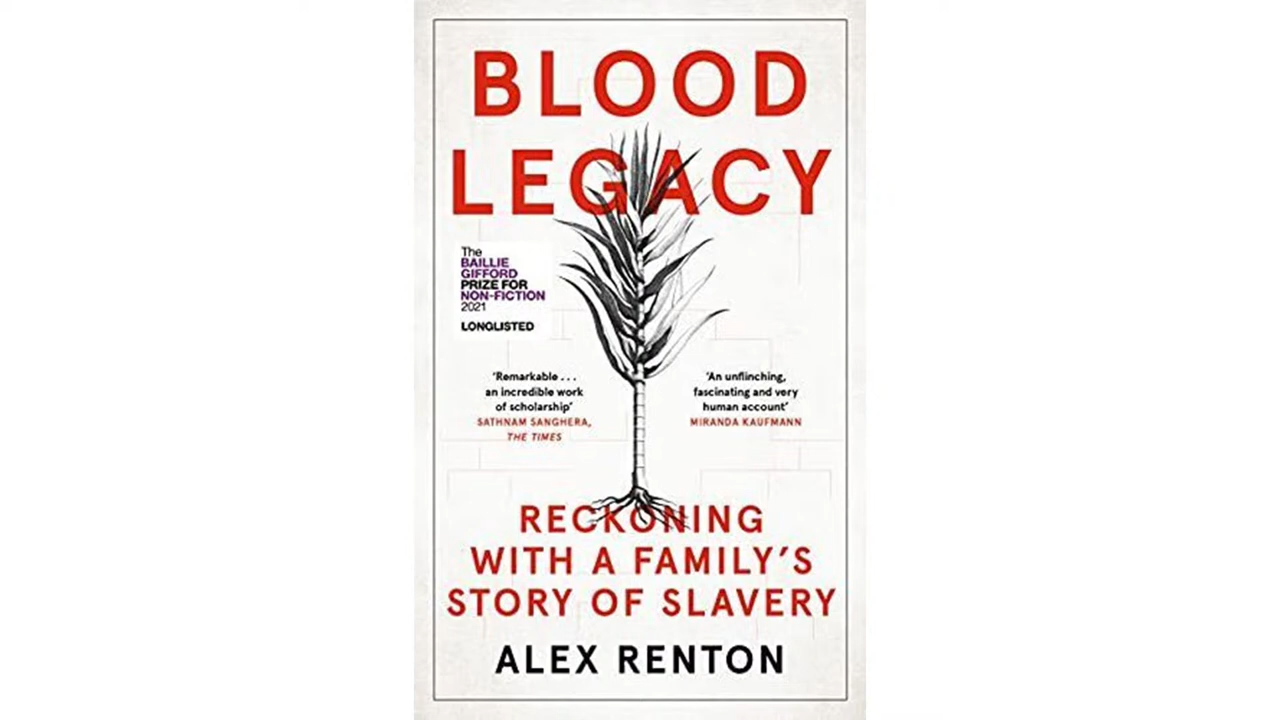 BLOOD
LEGACY
The
BAILLIE
GIFFORD
PRIZE FOR
NON-FICTION
2021
LONGLISTED
‘Remarkable . . .
an incredible work
of scholarship’
SATHNAM SANGHERA,
THE TIMES
‘An unflinching,
fascinating and very
human account’
MIRANDA KAUFMANN
RECKONING
WITH A FAMILY’S
STORY OF SLAVERY
ALEX RENTON